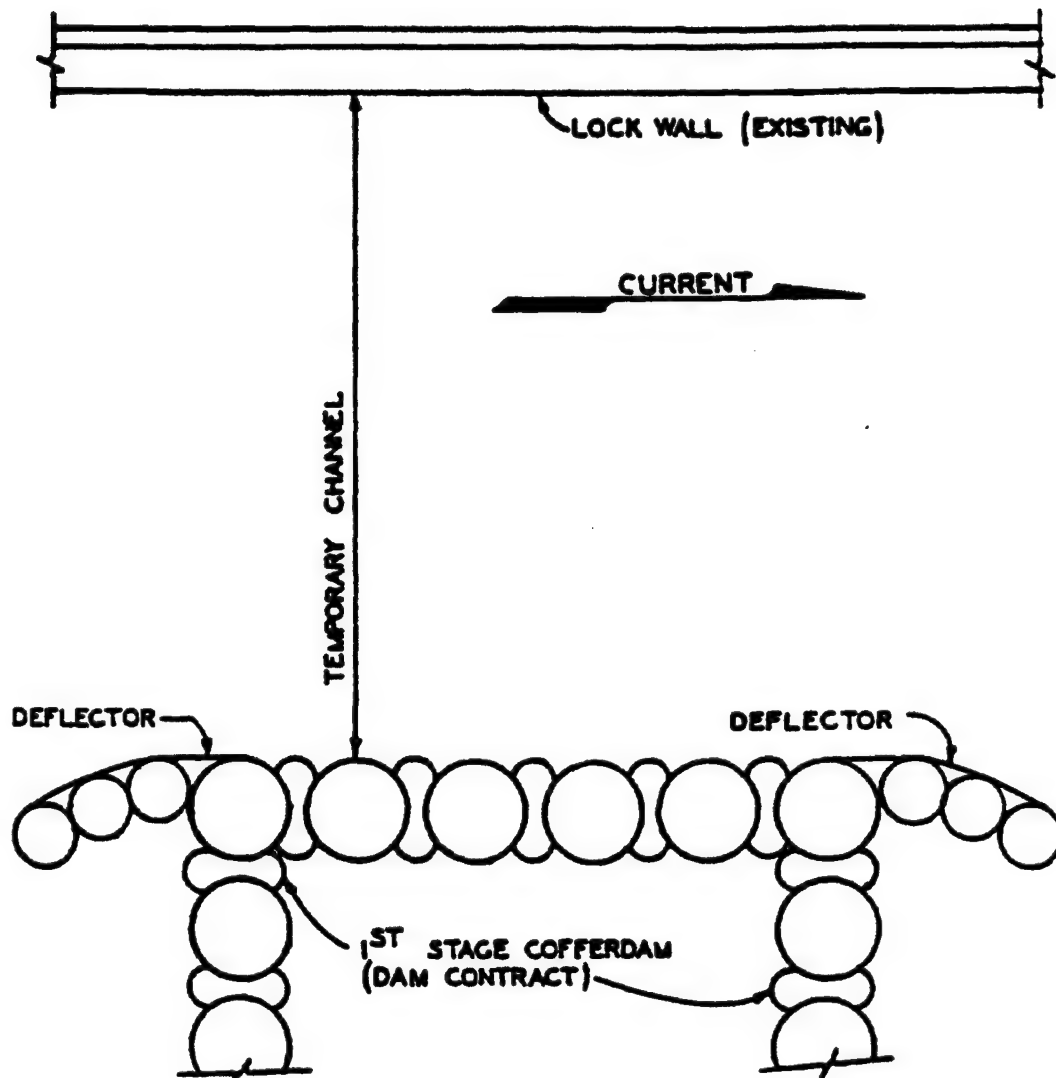 LOCK WALL (EXISTING)
CURRENT
TEMPORARY CHANNEL
DEFLECTOR
DEFLECTOR
1ST STAGE COFFERDAM
(DAM CONTRACT)